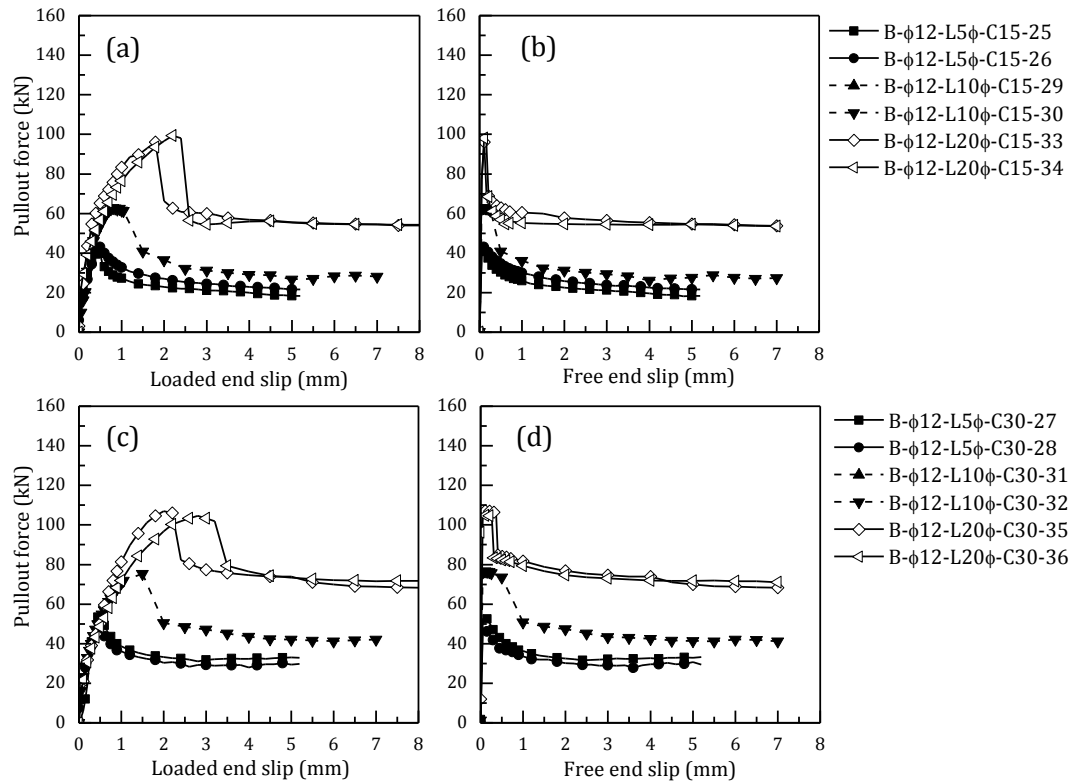 160
140
120
100
80
60
40
20
0
Pullout force (kN)
(a)
0 1 2 3 4 5 6 7 8
Loaded end slip (mm)
160
140
120
100
80
60
40
20
0
(b)
0 1 2 3 4 5 6 7 8
Free end slip (mm)
B-ϕ12-L5ϕ-C15-25
B-ϕ12-L5ϕ-C15-26
B-ϕ12-L10ϕ-C15-29
B-ϕ12-L10ϕ-C15-30
B-ϕ12-L20ϕ-C15-33
B-ϕ12-L20ϕ-C15-34
160
140
120
100
80
60
40
20
0
Pullout force (kN)
(c)
0 1 2 3 4 5 6 7 8
Loaded end slip (mm)
160
140
120
100
80
60
40
20
0
(d)
0 1 2 3 4 5 6 7 8
Free end slip (mm)
B-ϕ12-L5ϕ-C30-27
B-ϕ12-L5ϕ-C30-28
B-ϕ12-L10ϕ-C30-31
B-ϕ12-L10ϕ-C30-32
B-ϕ12-L20ϕ-C30-35
B-ϕ12-L20ϕ-C30-36